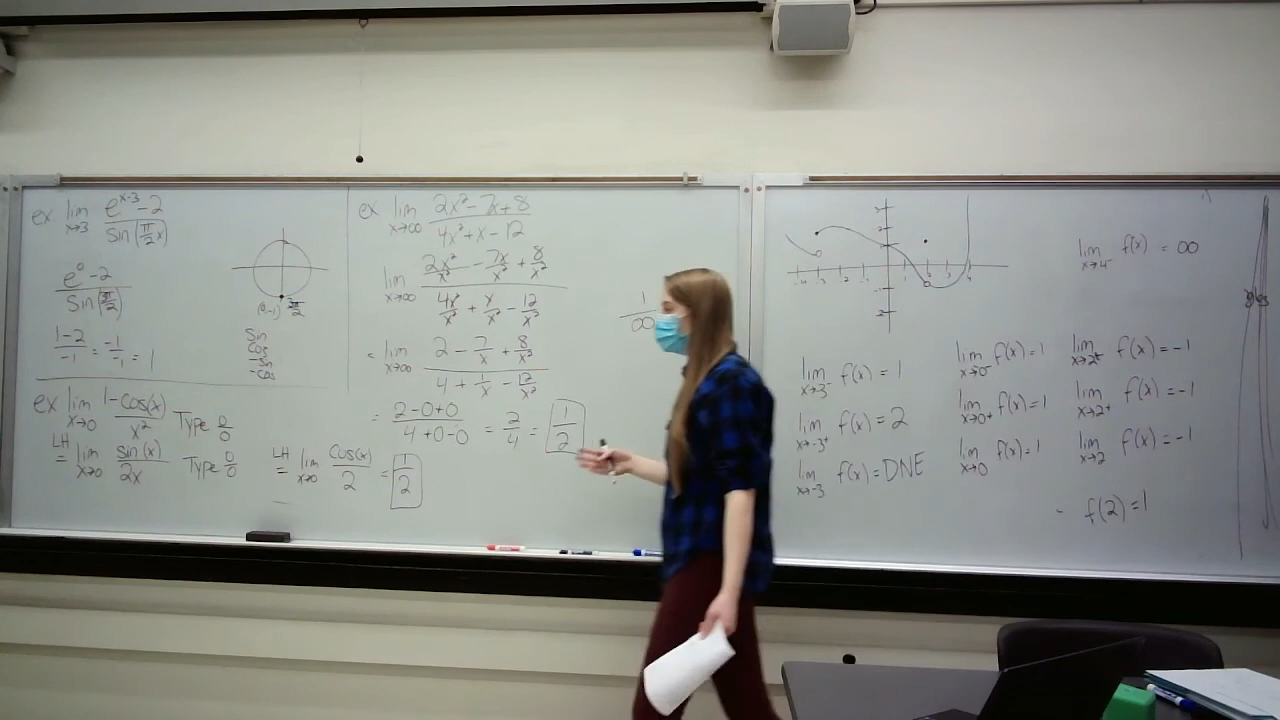 ex lim x→3 (e^(x-3) - 2)/(sin(π/2 x))
(e^0 - 2)/(sin(3π/2))
(1-2)/-1 = -1/-1 = 1
(0,-1) 3π/2
Sin
Cos
-Sin
-Cos
ex lim x→0 (1-cos(x))/x² Type 0/0
LH = lim x→0 sin(x)/2x Type 0/0
LH = lim x→0 cos(x)/2 = 1/2
ex lim x→∞ (2x² - 7x + 8)/(4x² + x - 12)
lim x→∞ (2x²/x² - 7x/x² + 8/x²)/(4x²/x² + x/x² - 12/x²)
= lim x→∞ (2 - 7/x + 8/x²)/(4 + 1/x - 12/x²)
= (2-0+0)/(4+0-0) = 2/4 = 1/2
1/∞
lim x→4⁻ f(x) = ∞
lim x→-3⁻ f(x) = 1
lim x→-3⁺ f(x) = 2
lim x→-3 f(x) = DNE
lim x→0⁻ f(x) = 1
lim x→0⁺ f(x) = 1
lim x→0 f(x) = 1
lim x→2⁻ f(x) = -1
lim x→2⁺ f(x) = -1
lim x→2 f(x) = -1
f(2) = 1